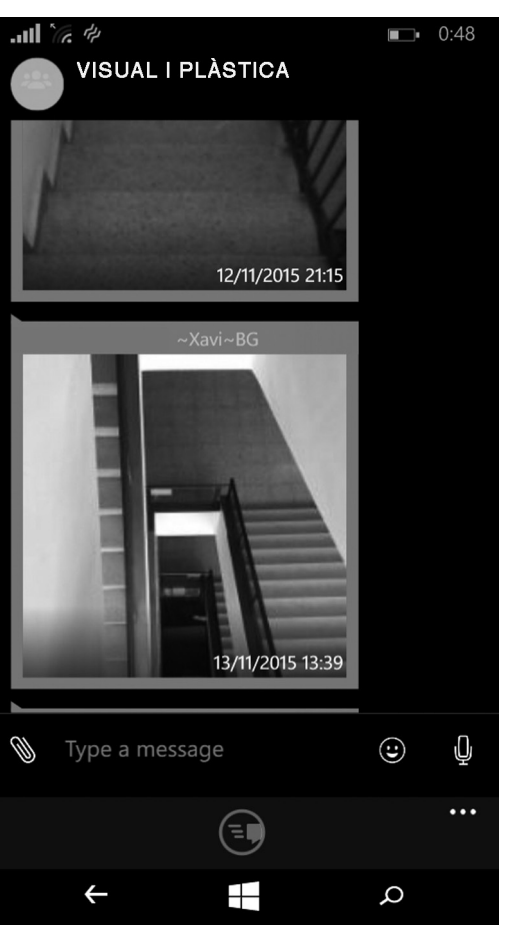 0:48
VISUAL I PLÀSTICA
12/11/2015 21:15
~Xavi~BG
13/11/2015 13:39
Type a message